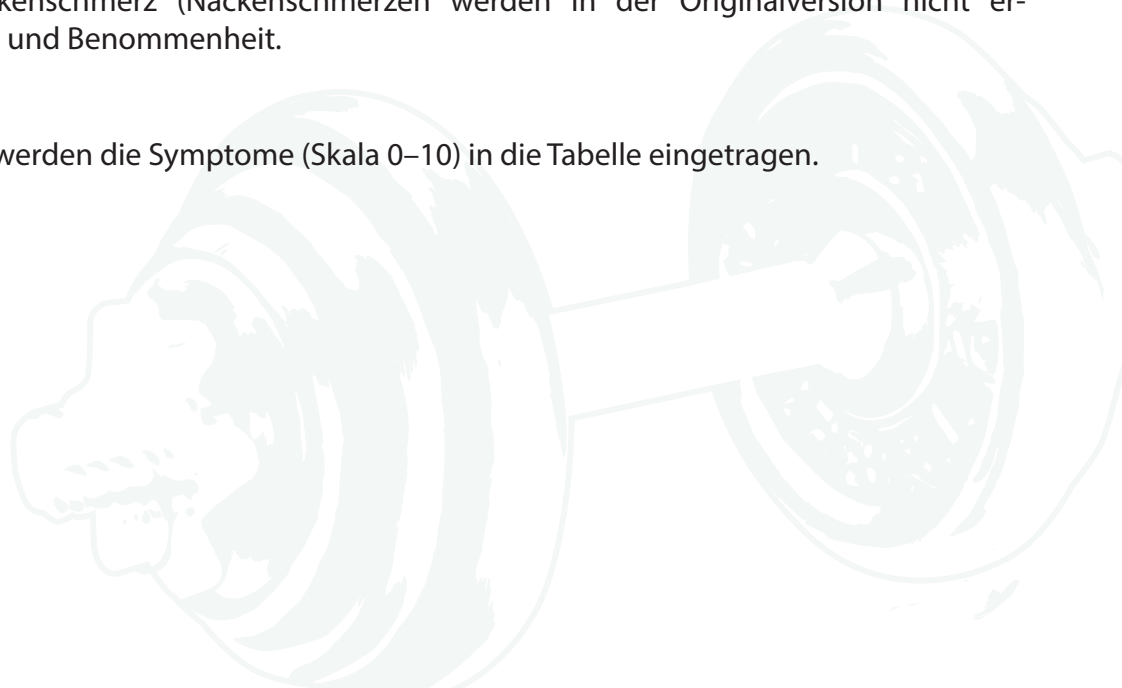 (Nackenschmerzen werden in der Originalversion nicht er-
und Benommenheit.
werden die Symptome (Skala 0–10) in die Tabelle eingetragen.